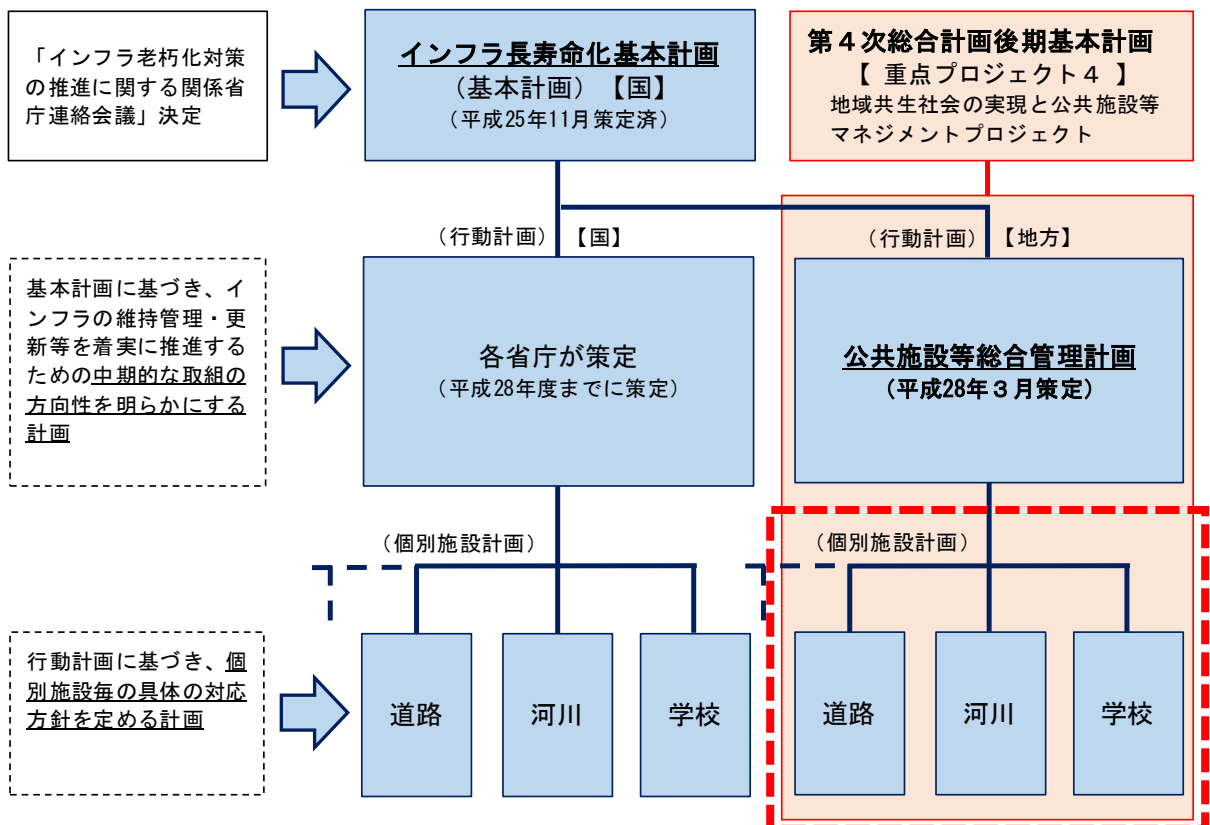 「インフラ老朽化対策
の推進に関する関係省
庁連絡会議」決定
インフラ長寿命化基本計画
(基本計画)【国】
(平成25年11月策定済)
第４次総合計画後期基本計画
【 重点プロジェクト４ 】
地域共生社会の実現と公共施設等
マネジメントプロジェクト
(行動計画)【国】
(行動計画)【地方】
基本計画に基づき、イ
ンフラの維持管理・更
新等を着実に推進する
ための中期的な取組の
方向性を明らかにする
計画
各省庁が策定
(平成28年度までに策定)
公共施設等総合管理計画
(平成28年３月策定)
(個別施設計画)
(個別施設計画)
行動計画に基づき、個
別施設毎の具体の対応
方針を定める計画
道路
河川
学校
道路
河川
学校